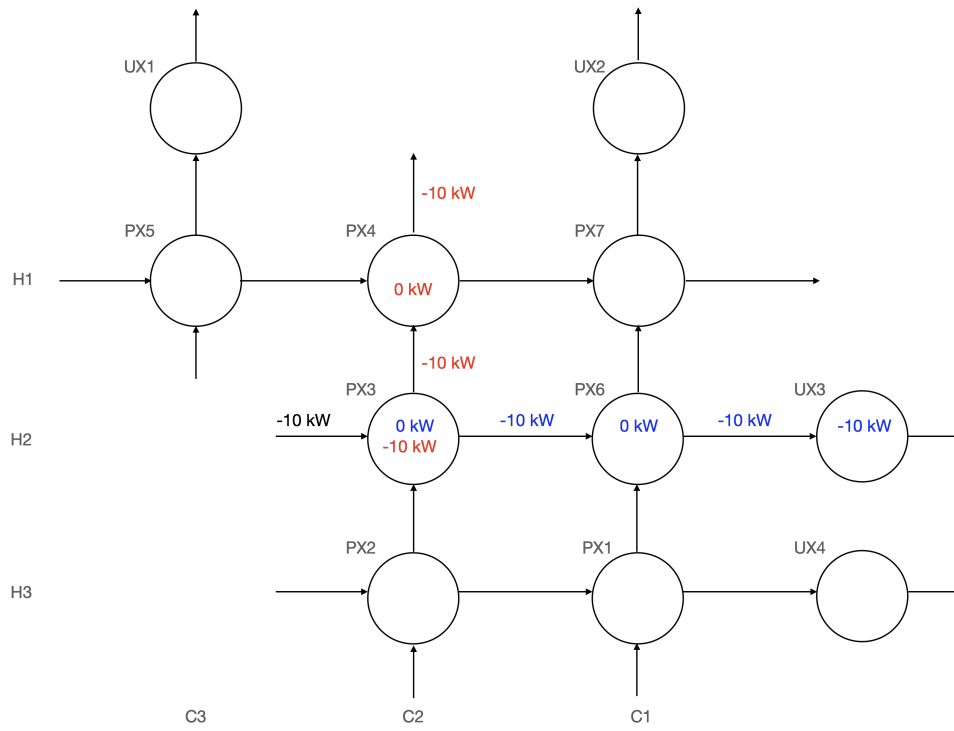 UX1
UX2
-10 kW
PX5
PX4
PX7
H1
0 kW
-10 kW
PX3
PX6
UX3
-10 kW
0 kW
-10 kW
0 kW
-10 kW
-10 kW
H2
-10 kW
PX2
PX1
UX4
H3
C3
C2
C1